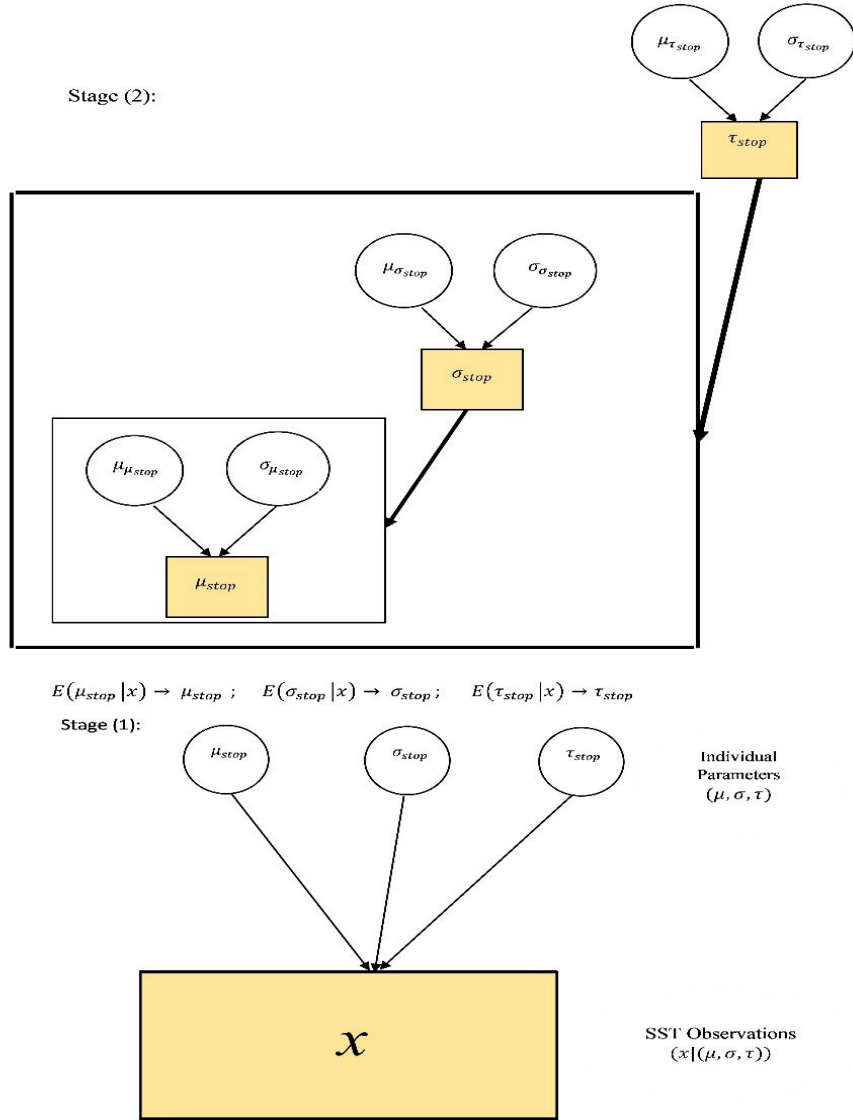 μ_{τ_{stop}} σ_{τ_{stop}}
Stage (2):
τ_{stop}
μ_{σ_{stop}} σ_{σ_{stop}}
σ_{stop}
μ_{μ_{stop}} σ_{μ_{stop}}
μ_{stop}
E(μ_{stop}|x) → μ_{stop} ; E(σ_{stop}|x) → σ_{stop} ; E(τ_{stop}|x) → τ_{stop}
Stage (1):
μ_{stop} σ_{stop} τ_{stop}
Individual
Parameters
(μ, σ, τ)
x
SST Observations
(x|(μ, σ, τ))